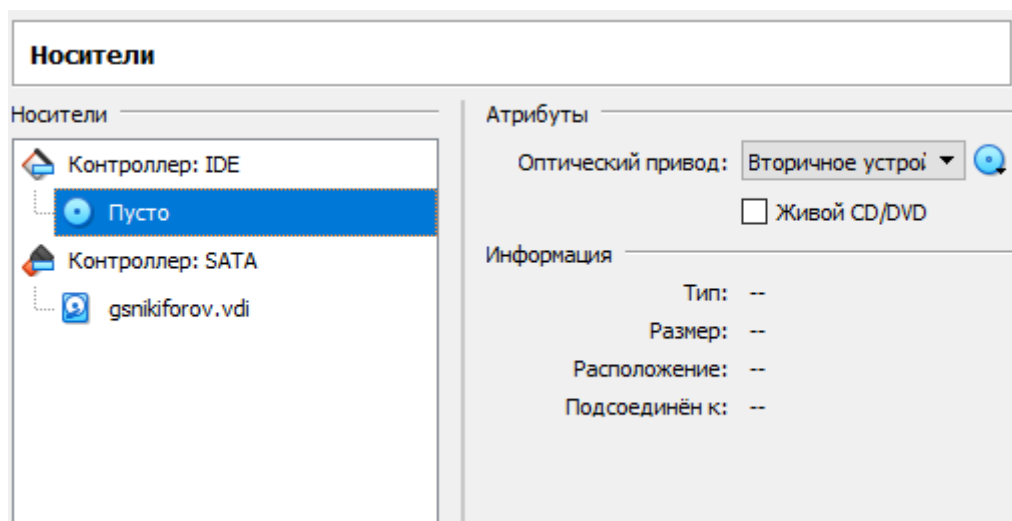 Носители
Носители
Контроллер: IDE
Пусто
Контроллер: SATA
gsnikiforov.vdi
Атрибуты
Оптический привод: Вторичное устрой
Живой CD/DVD
Информация
Тип: --
Размер: --
Расположение: --
Подсоединён к: --